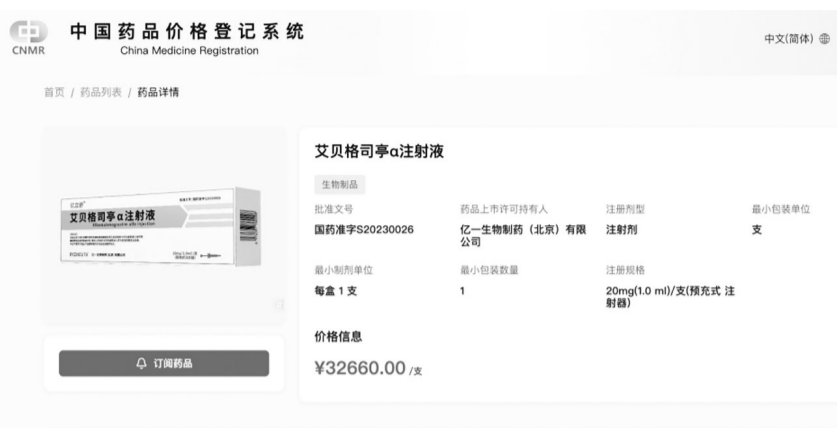 中国药品价格登记系统
CNMR
China Medicine Registration
中文(简体)
首页 / 药品列表 / 药品详情
亿立舒
艾贝格司亭α注射液
艾贝格司亭α注射液
生物制品
批准文号
药品上市许可持有人
注册剂型
最小包装单位
国药准字S20230026
亿一生物制药（北京）有限
公司
注射剂
支
最小制剂单位
最小包装数量
注册规格
每盒 1 支
1
20mg(1.0 ml)/支(预充式 注
射器)
价格信息
¥32660.00 /支
订阅药品